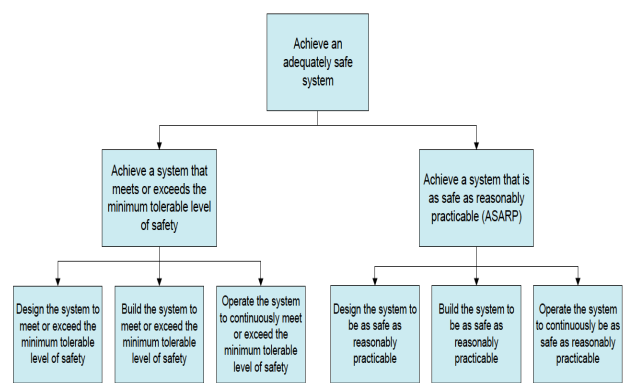 Achieve an
adequately safe
system
Achieve a system that
meets or exceeds the
minimum tolerable level
of safety
Achieve a system that is
as safe as reasonably
practicable (ASARP)
Design the system to
meet or exceed the
minimum tolerable
level of safety
Build the system to
meet or exceed the
minimum tolerable
level of safety
Operate the system
to continuously meet
or exceed the
minimum tolerable
level of safety
Design the system to
be as safe as
reasonably
practicable
Build the system to
be as safe as
reasonably
practicable
Operate the system
to continuously be as
safe as reasonably
practicable